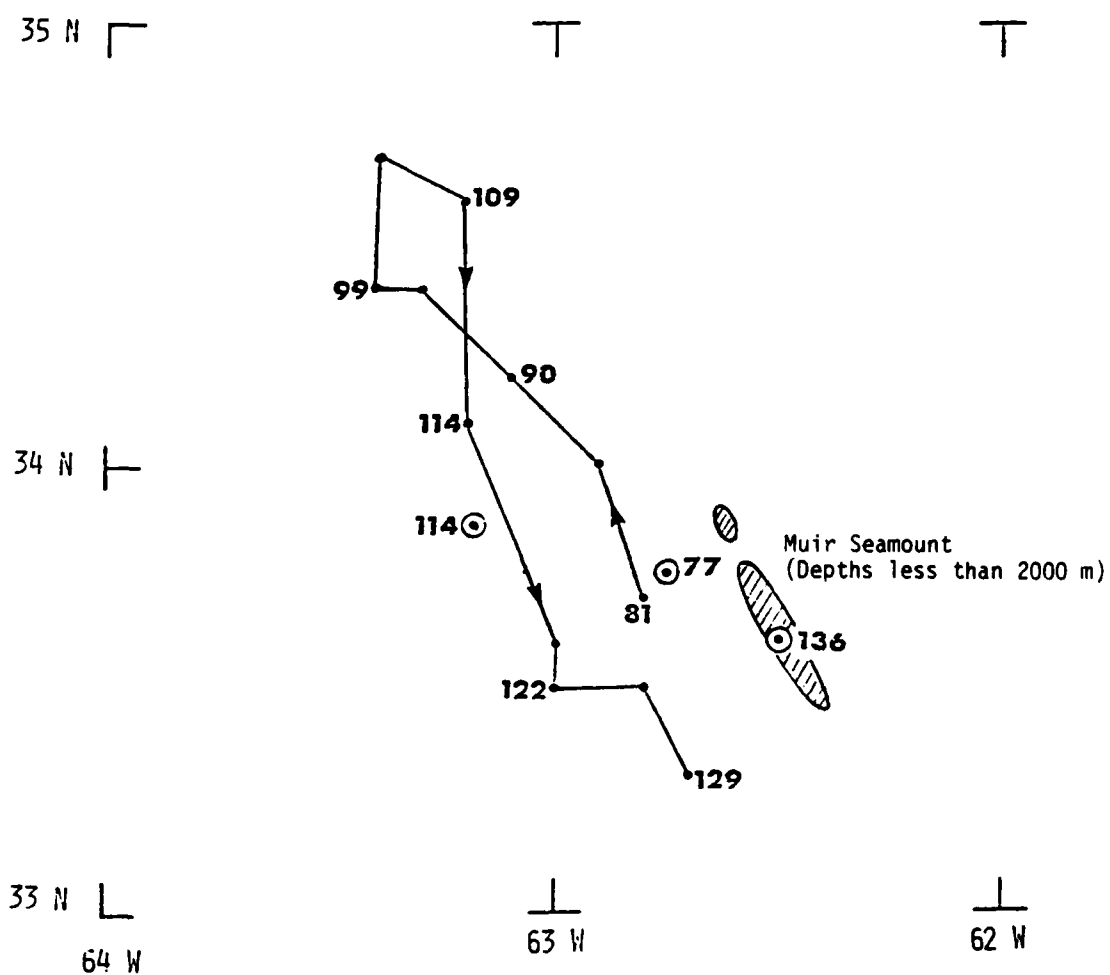 35 N
109
99
90
114
34 N
114
Muir Seamount
77
(Depths less than 2000 m)
81
136
122
129
33 N
63 W
62 W
64 W